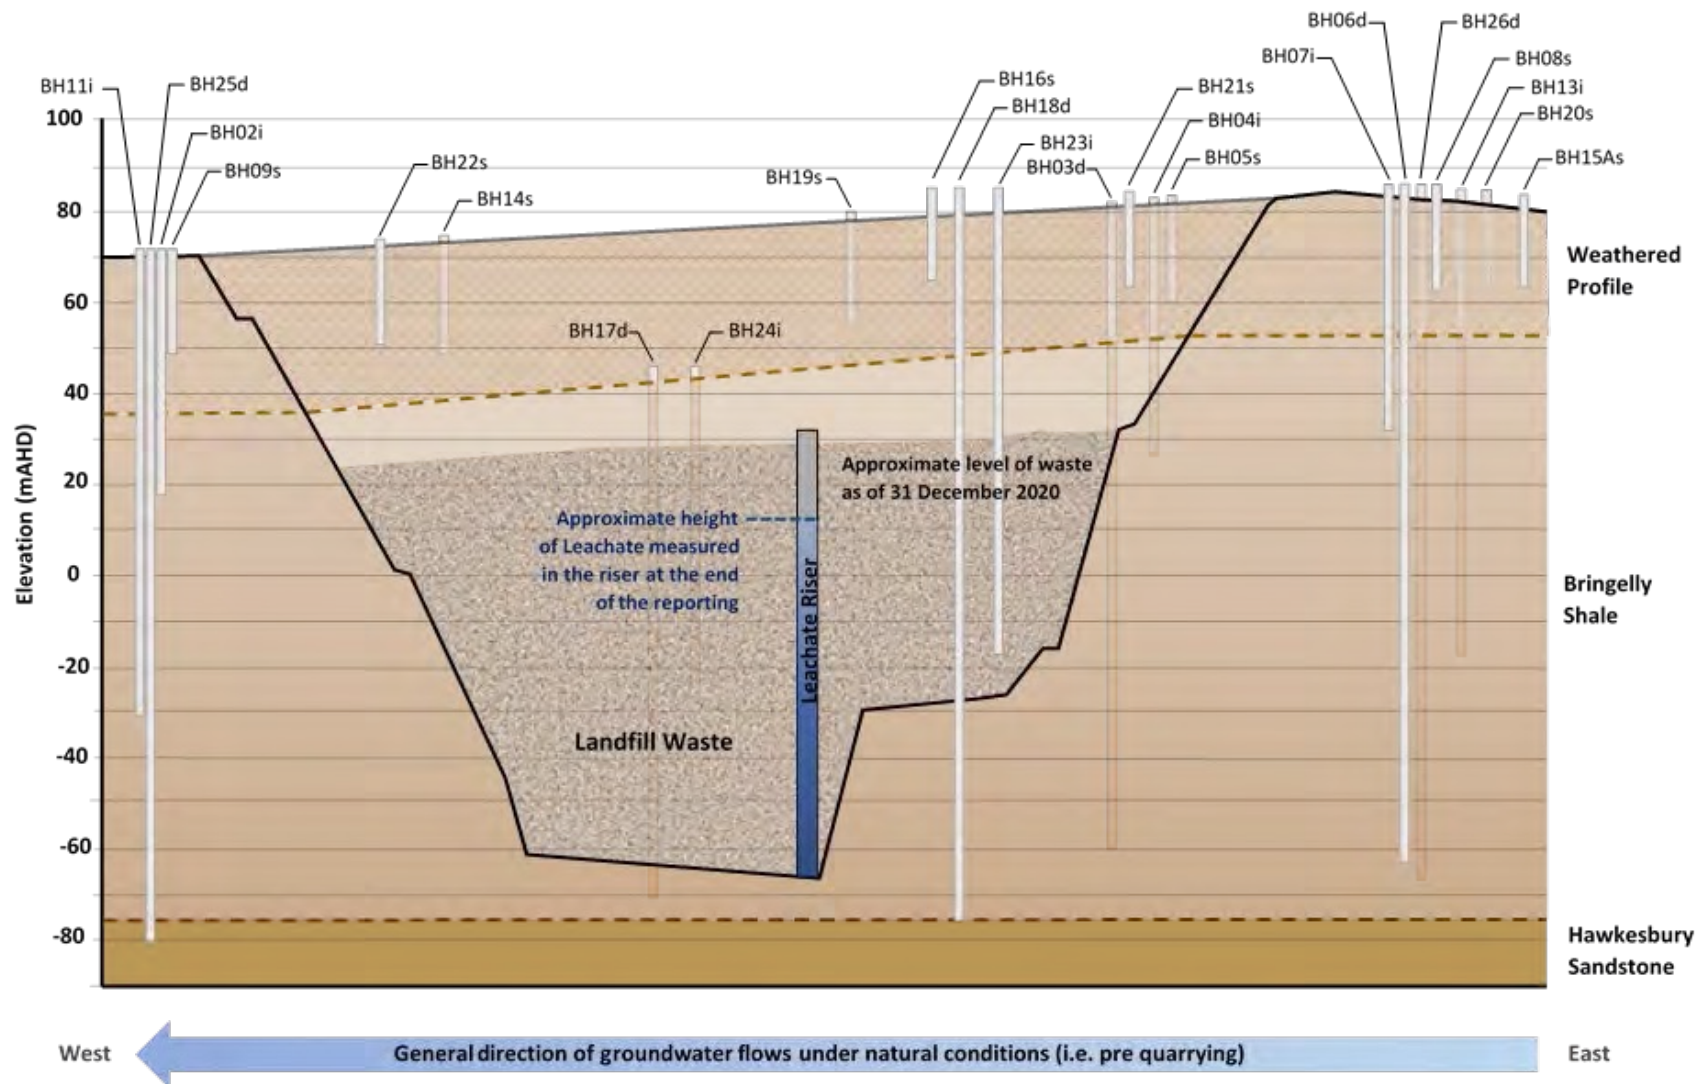 BH06d
BH26d
BH07i
BH08s
BH11i
BH25d
BH16s
BH21s
BH13i
BH18d
BH20s
100
BH02i
BH04i
BH23i
BH09s
BH22s
BH19s
BH03d
BH05s
BH15As
BH14s
80
Weathered
Profile
60
BH17d
BH24i
40
Elevation (mAHD)
Approximate level of waste
as of 31 December 2020
20
Approximate height
of Leachate measured
in the riser at the end
of the reporting
Leachate Riser
0
Bringelly
Shale
-20
Landfill Waste
-40
-60
-80
Hawkesbury
Sandstone
West
General direction of groundwater flows under natural conditions (i.e. pre quarrying)
East